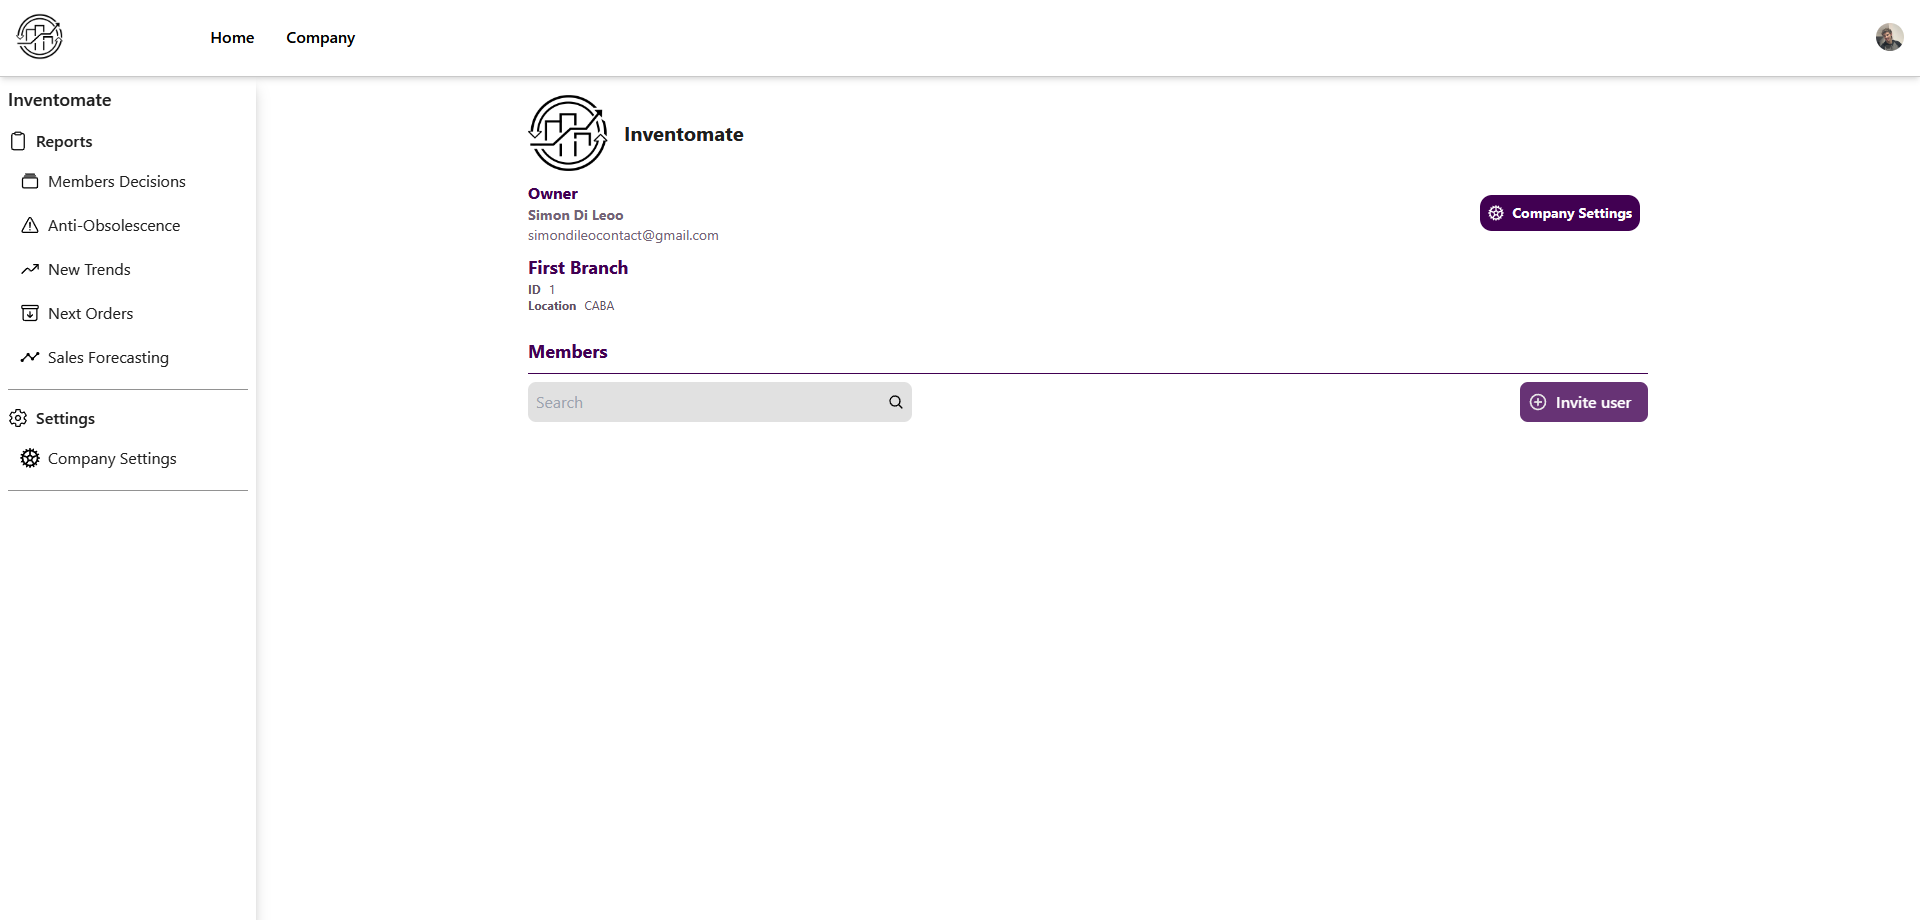 Home Company
Inventomate
Reports
Members Decisions
Anti-Obsolescence
New Trends
Next Orders
Sales Forecasting
Settings
Company Settings
Inventomate
Owner
Simon Di Leoo
simondileocontact@gmail.com
Company Settings
First Branch
ID 1
Location CABA
Members
Search
Invite user